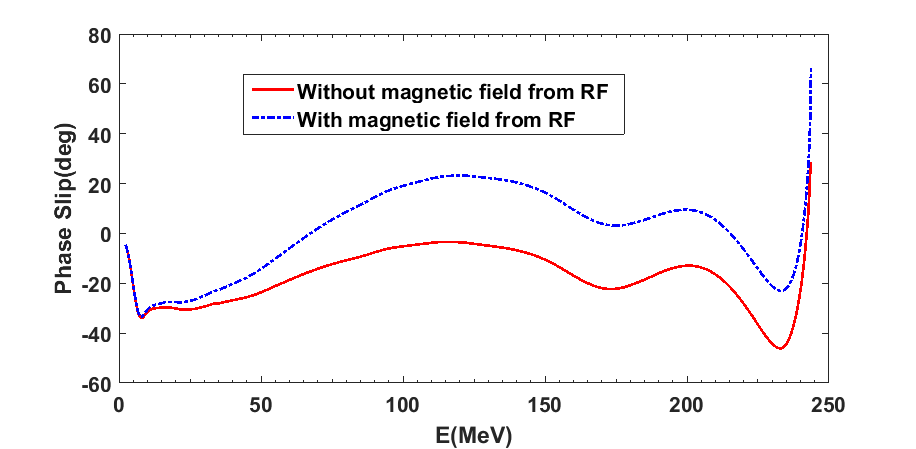 80
60
40
20
0
-20
-40
-60
Phase Slip(deg)
Without magnetic field from RF
With magnetic field from RF
0 50 100 150 200 250
E(MeV)